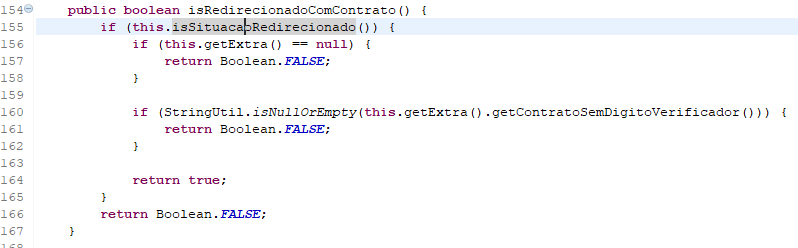 154 public boolean isRedirecionadoComContrato() {
155 if (this.isSituacaoRedirecionado()) {
156 if (this.getExtra() == null) {
157 return Boolean.FALSE;
158 }
159
160 if (StringUtil.isNullOrEmpty(this.getExtra().getContratoSemDigitoVerificador())) {
161 return Boolean.FALSE;
162 }
163
164 return true;
165 }
166 return Boolean.FALSE;
167 }